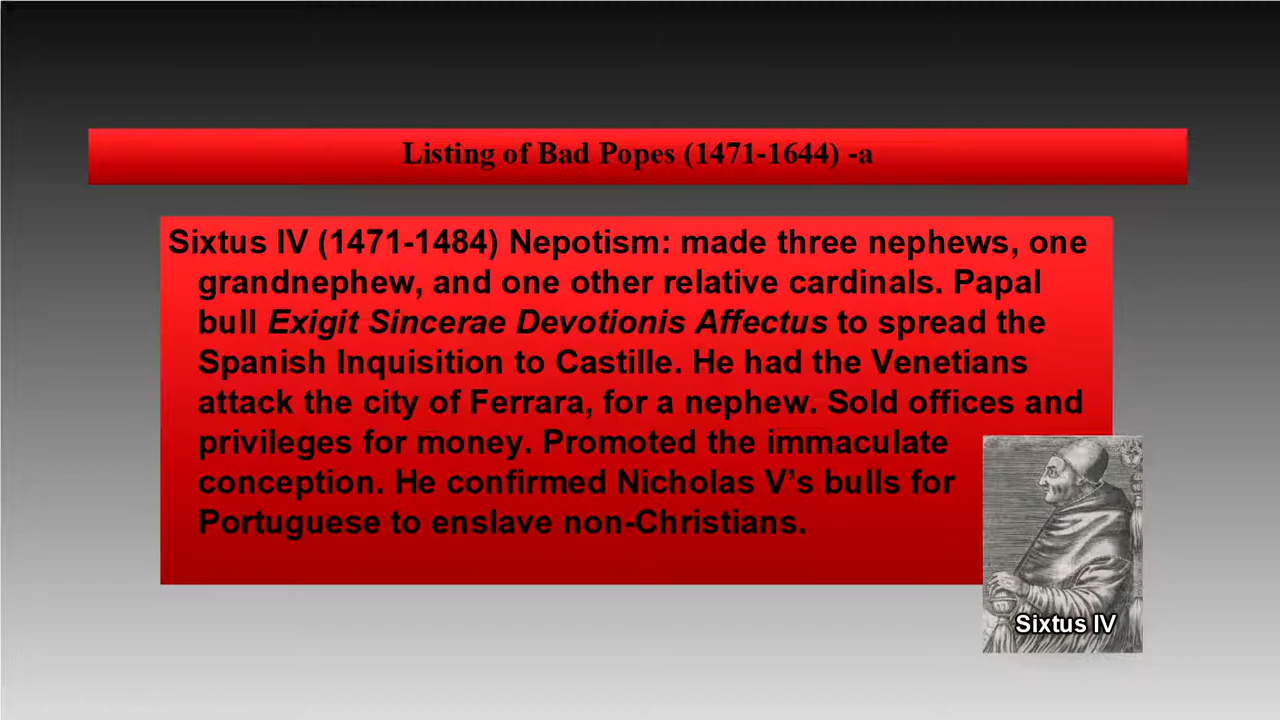 Listing of Bad Popes (1471-1644) -a
Sixtus IV (1471-1484) Nepotism: made three nephews, one
grandnephew, and one other relative cardinals. Papal
bull Exigit Sincerae Devotionis Affectus to spread the
Spanish Inquisition to Castille. He had the Venetians
attack the city of Ferrara, for a nephew. Sold offices and
privileges for money. Promoted the immaculate
conception. He confirmed Nicholas V’s bulls for
Portuguese to enslave non-Christians.
Sixtus IV